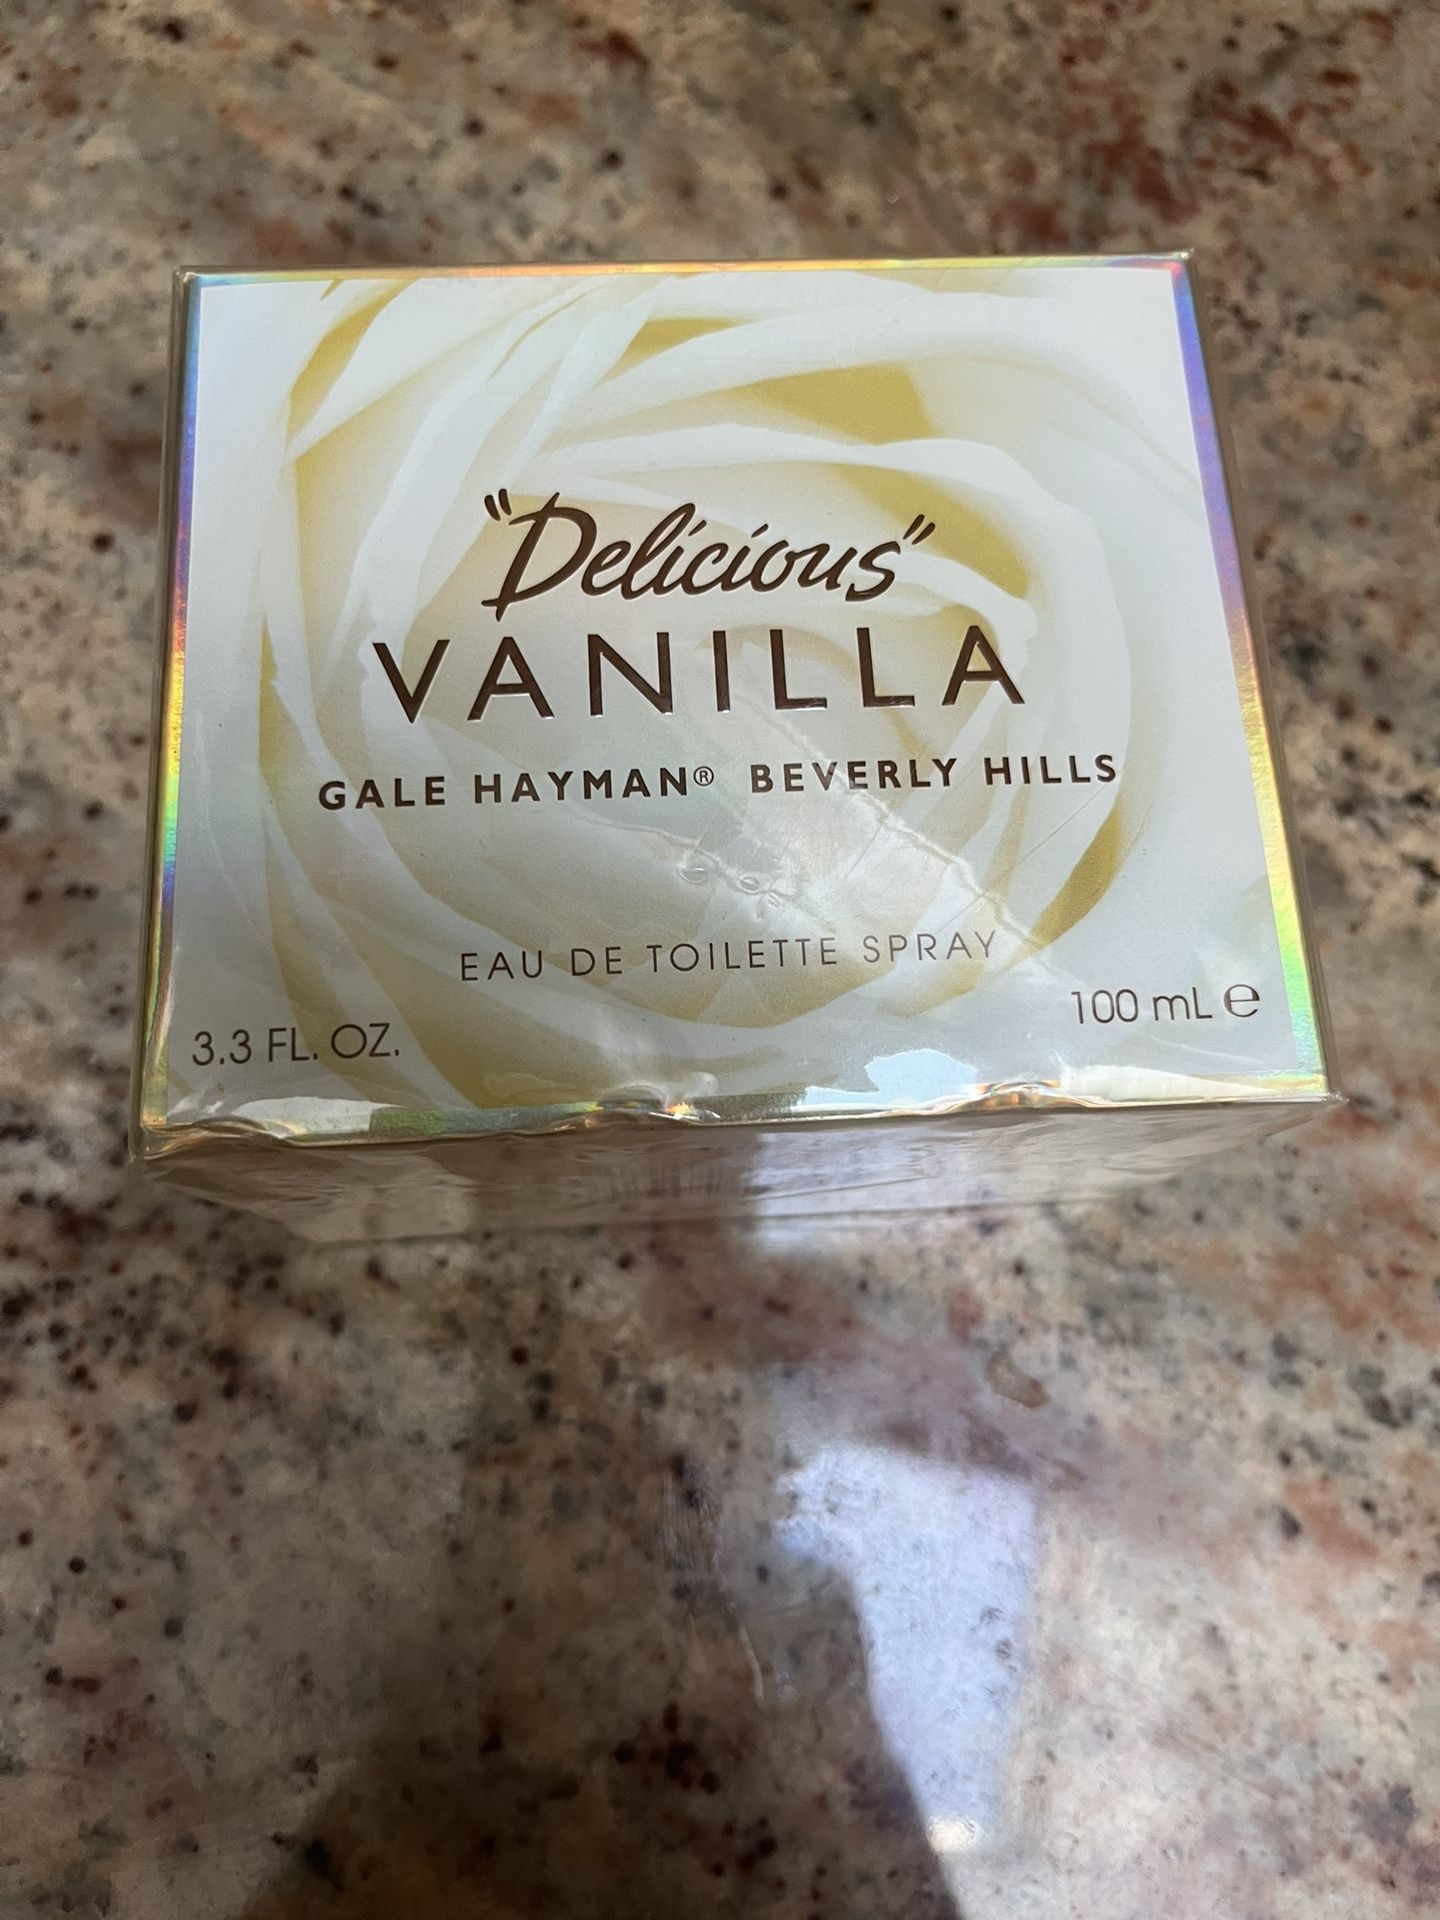 "Delicious"
VANILLA
GALE HAYMAN® BEVERLY HILLS
EAU DE TOILETTE SPRAY
3.3 FL. OZ. 100 mL ℮